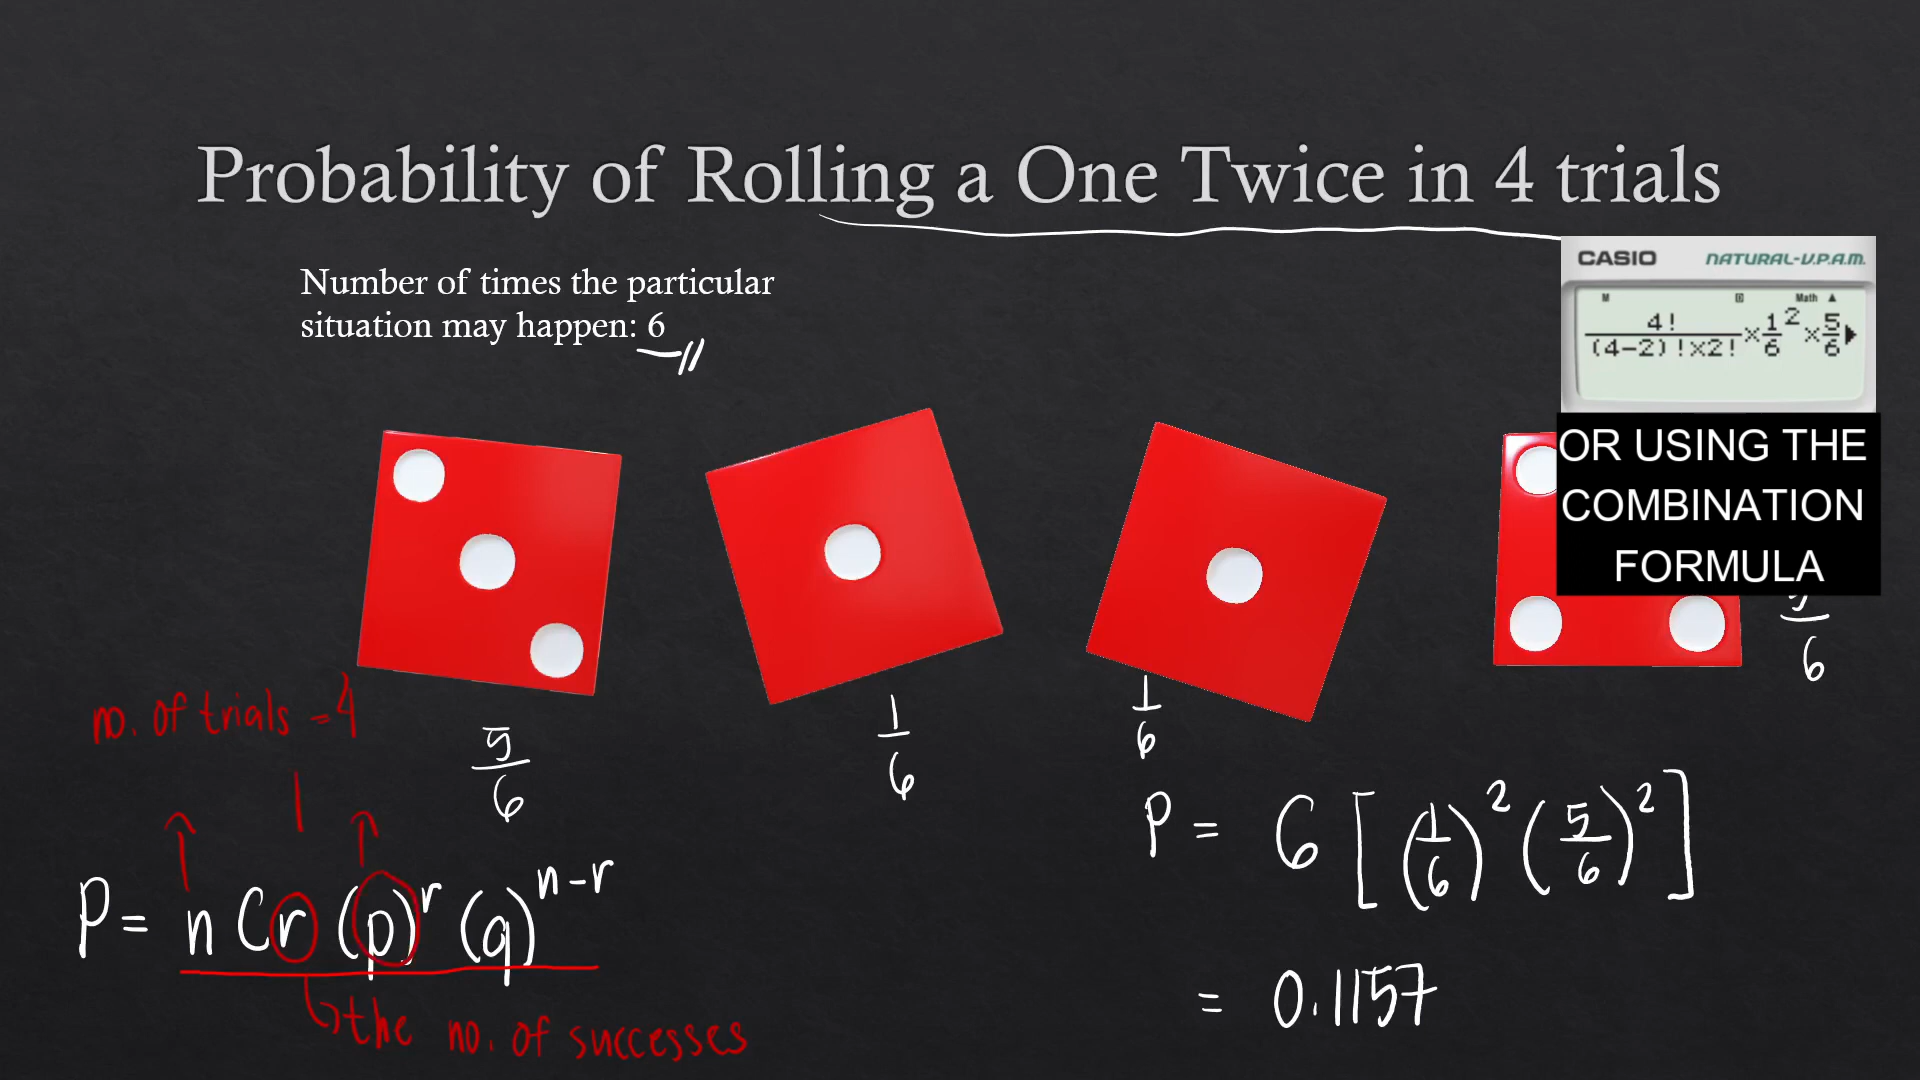 Probability of Rolling a One Twice in 4 trials
Number of times the particular
situation may happen: 6
CASIO NATURAL-V.P.A.M.
M D Math ▲
4!/(4-2)!×2! × 1/6² × 5/6
OR USING THE
COMBINATION
FORMULA
5/6
1/6
1/6
5/6
no. of trials = 4
P = nCr (p)^r (q)^n-r
the no. of successes
P = 6 [(1/6)² (5/6)²]
= 0.1157